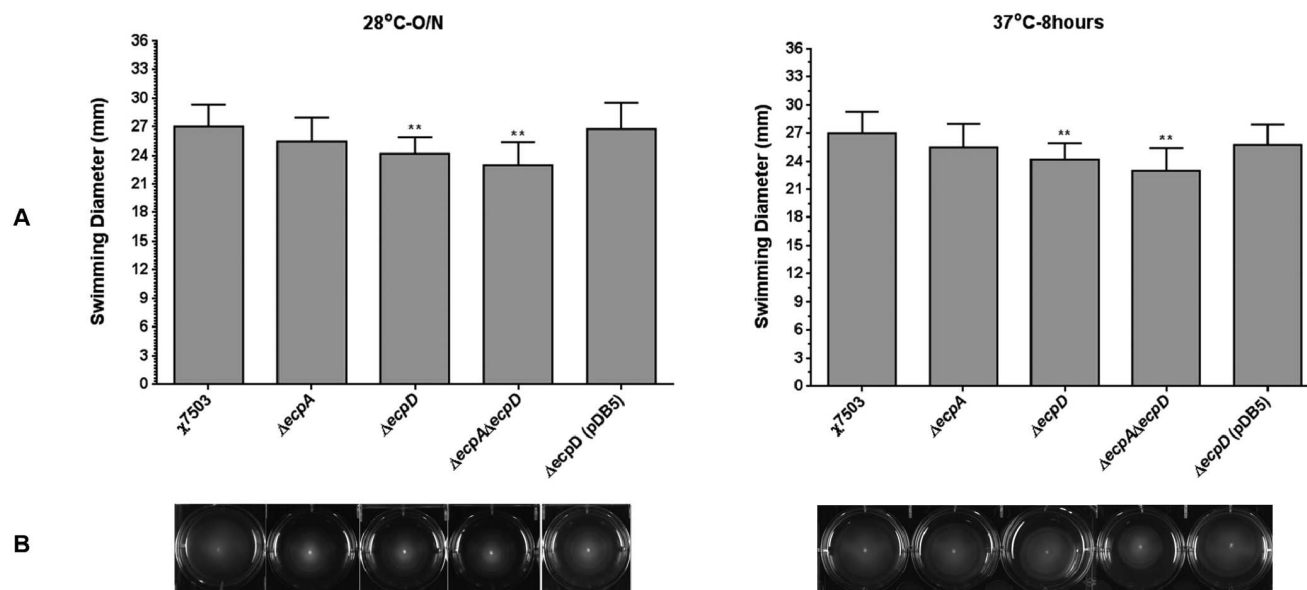 28°C-O/N
Swimming Diameter (mm)
36
33
30
27
24
21
18
15
12
9
6
3
0
**
**
χ7503
ΔecpA
ΔecpD
ΔecpAΔecpD
ΔecpD (pDB5)
37°C-8hours
Swimming Diameter (mm)
36
33
30
27
24
21
18
15
12
9
6
3
0
**
**
χ7503
ΔecpA
ΔecpD
ΔecpAΔecpD
ΔecpD (pDB5)
A
B